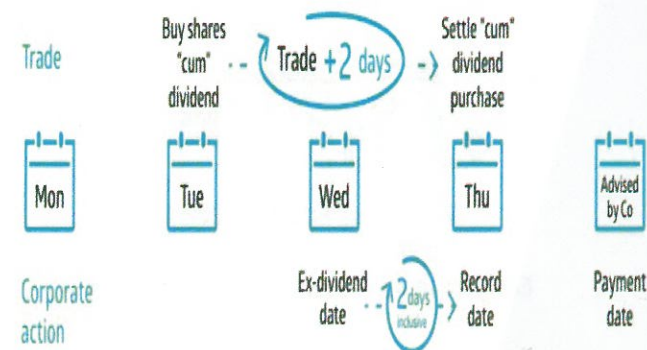 Trade
Buy shares
"cum"
dividend
Trade +2 days
Settle "cum"
dividend
purchase
Mon
Tue
Wed
Thu
Advised
by Co
Corporate
action
Ex-dividend
date
2 days
inclusive
Record
date
Payment
date